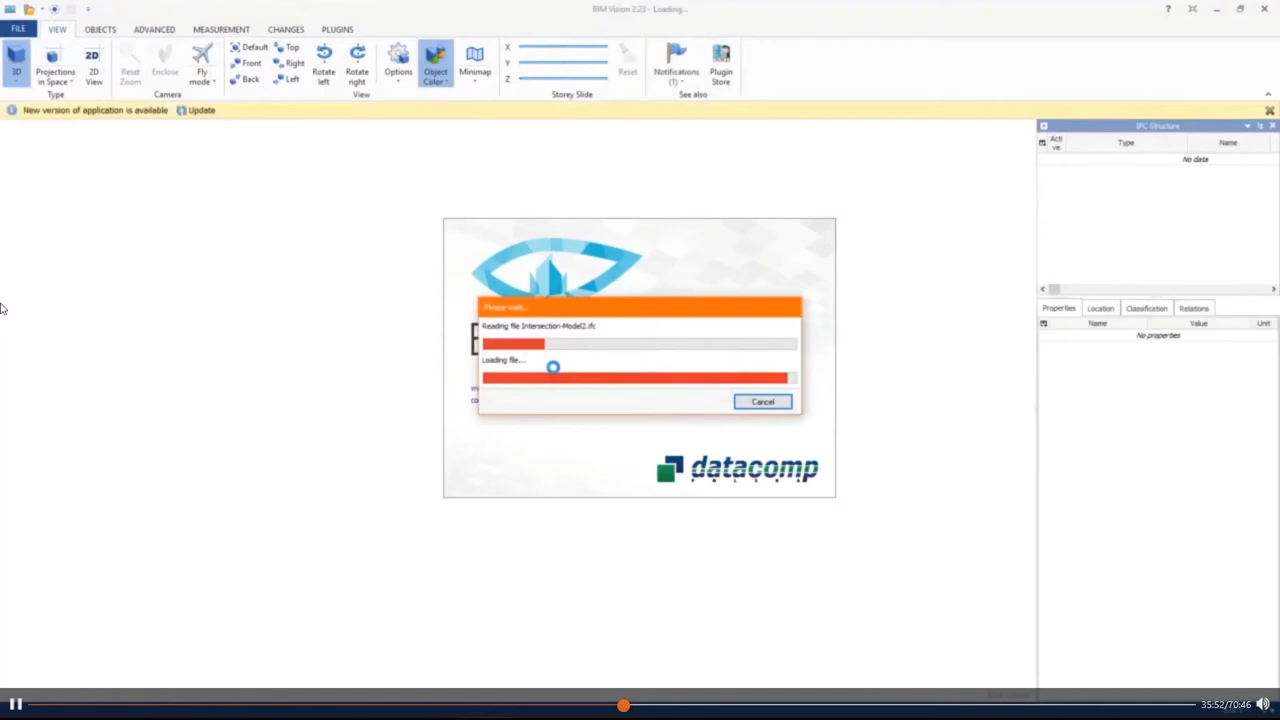 BIM Vision 2.23 - Loading...
FILE VIEW OBJECTS ADVANCED MEASUREMENT CHANGES PLUGINS
3D
Projections in Space
2D
2D View
Type
Reset Zoom
Enclose
Fly mode
Camera
Default Top
Front Right
Back Left
Rotate left
Rotate right
View
Options
Object Color
Minimap
X
Y
Z
Reset
Storey Slide
Notifications (1)
Plugin Store
See also
New version of application is available Update
IFC Structure
Active Type Name
No data
Please wait...
Reading file Intersection-Model2.ifc
Loading file...
Cancel
datacomp
Properties Location Classification Relations
Name Value Unit
No properties
35:52/70:46